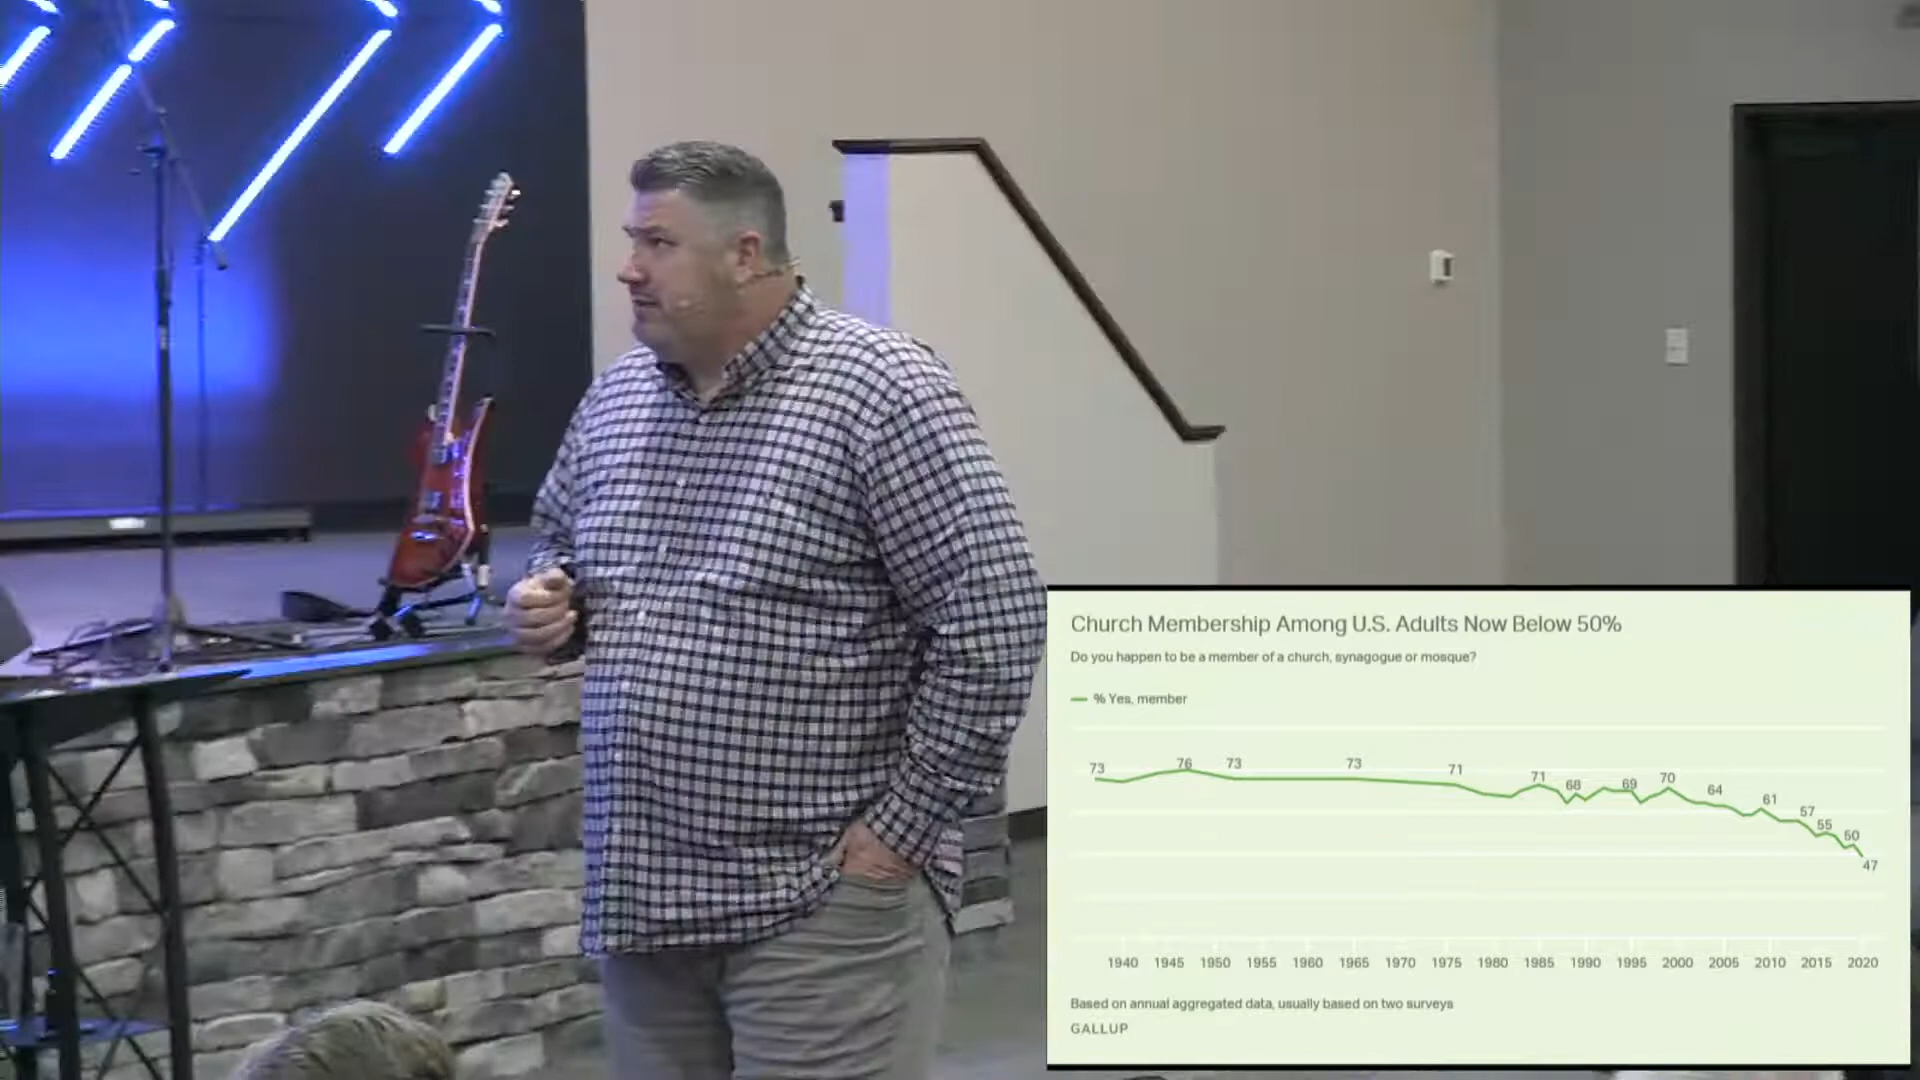 Church Membership Among U.S. Adults Now Below 50%
Do you happen to be a member of a church, synagogue or mosque?
% Yes, member
73 76 73 73 71 71 68 69 70 64 61 57 55 50 47
1940 1945 1950 1955 1960 1965 1970 1975 1980 1985 1990 1995 2000 2005 2010 2015 2020
Based on annual aggregated data, usually based on two surveys
GALLUP